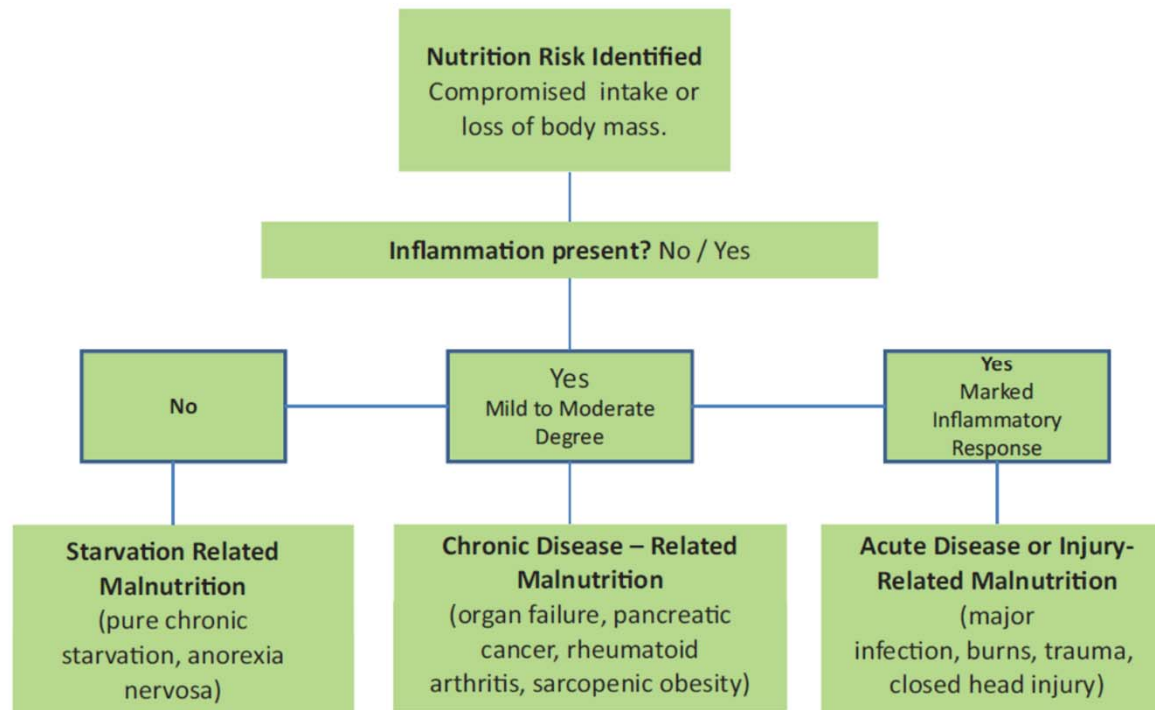 Nutrition Risk Identified
Compromised intake or
loss of body mass.
Inflammation present? No / Yes
No
Yes
Mild to Moderate
Degree
Yes
Marked
Inflammatory
Response
Starvation Related
Malnutrition
(pure chronic
starvation, anorexia
nervosa)
Chronic Disease – Related
Malnutrition
(organ failure, pancreatic
cancer, rheumatoid
arthritis, sarcopenic obesity)
Acute Disease or Injury-
Related Malnutrition
(major
infection, burns, trauma,
closed head injury)